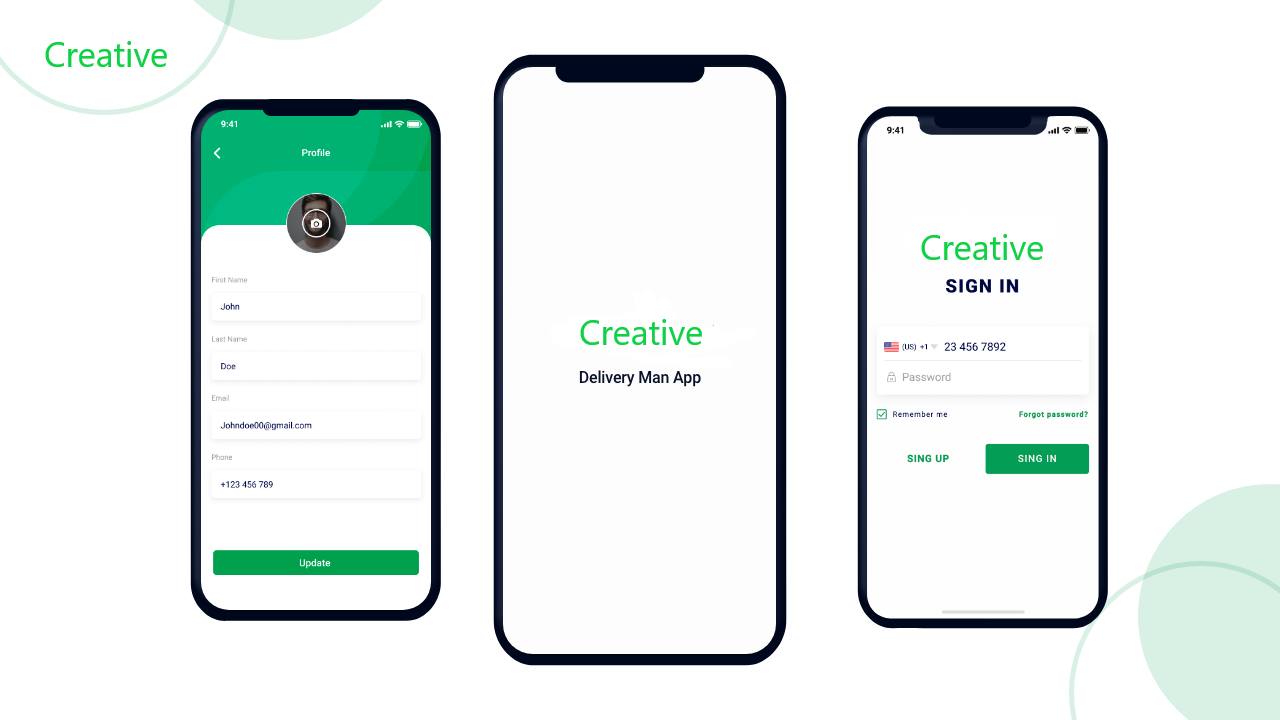 Creative
9:41
Profile
First Name
John
Last Name
Doe
Email
Johndoe00@gmail.com
Phone
+123 456 789
Update
Creative
Delivery Man App
9:41
Creative
SIGN IN
(US) +1 23 456 7892
Password
Remember me Forgot password?
SING UP SING IN